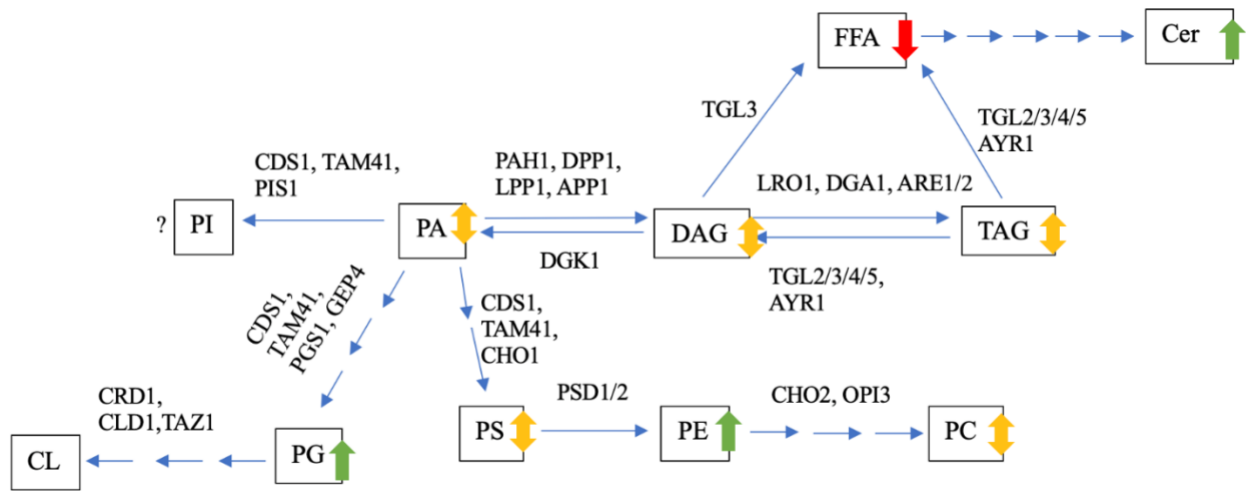 FFA
Cer
TGL3
TGL2/3/4/5
AYR1
CDS1, TAM41,
PIS1
PAH1, DPP1,
LPP1, APP1
LRO1, DGA1, ARE1/2
? PI
PA
DAG
TAG
DGK1
TGL2/3/4/5,
AYR1
CDS1,
TAM41,
PGS1, GEP4
CDS1,
TAM41,
CHO1
CRD1,
CLD1,TAZ1
PSD1/2
CHO2, OPI3
CL
PG
PS
PE
PC